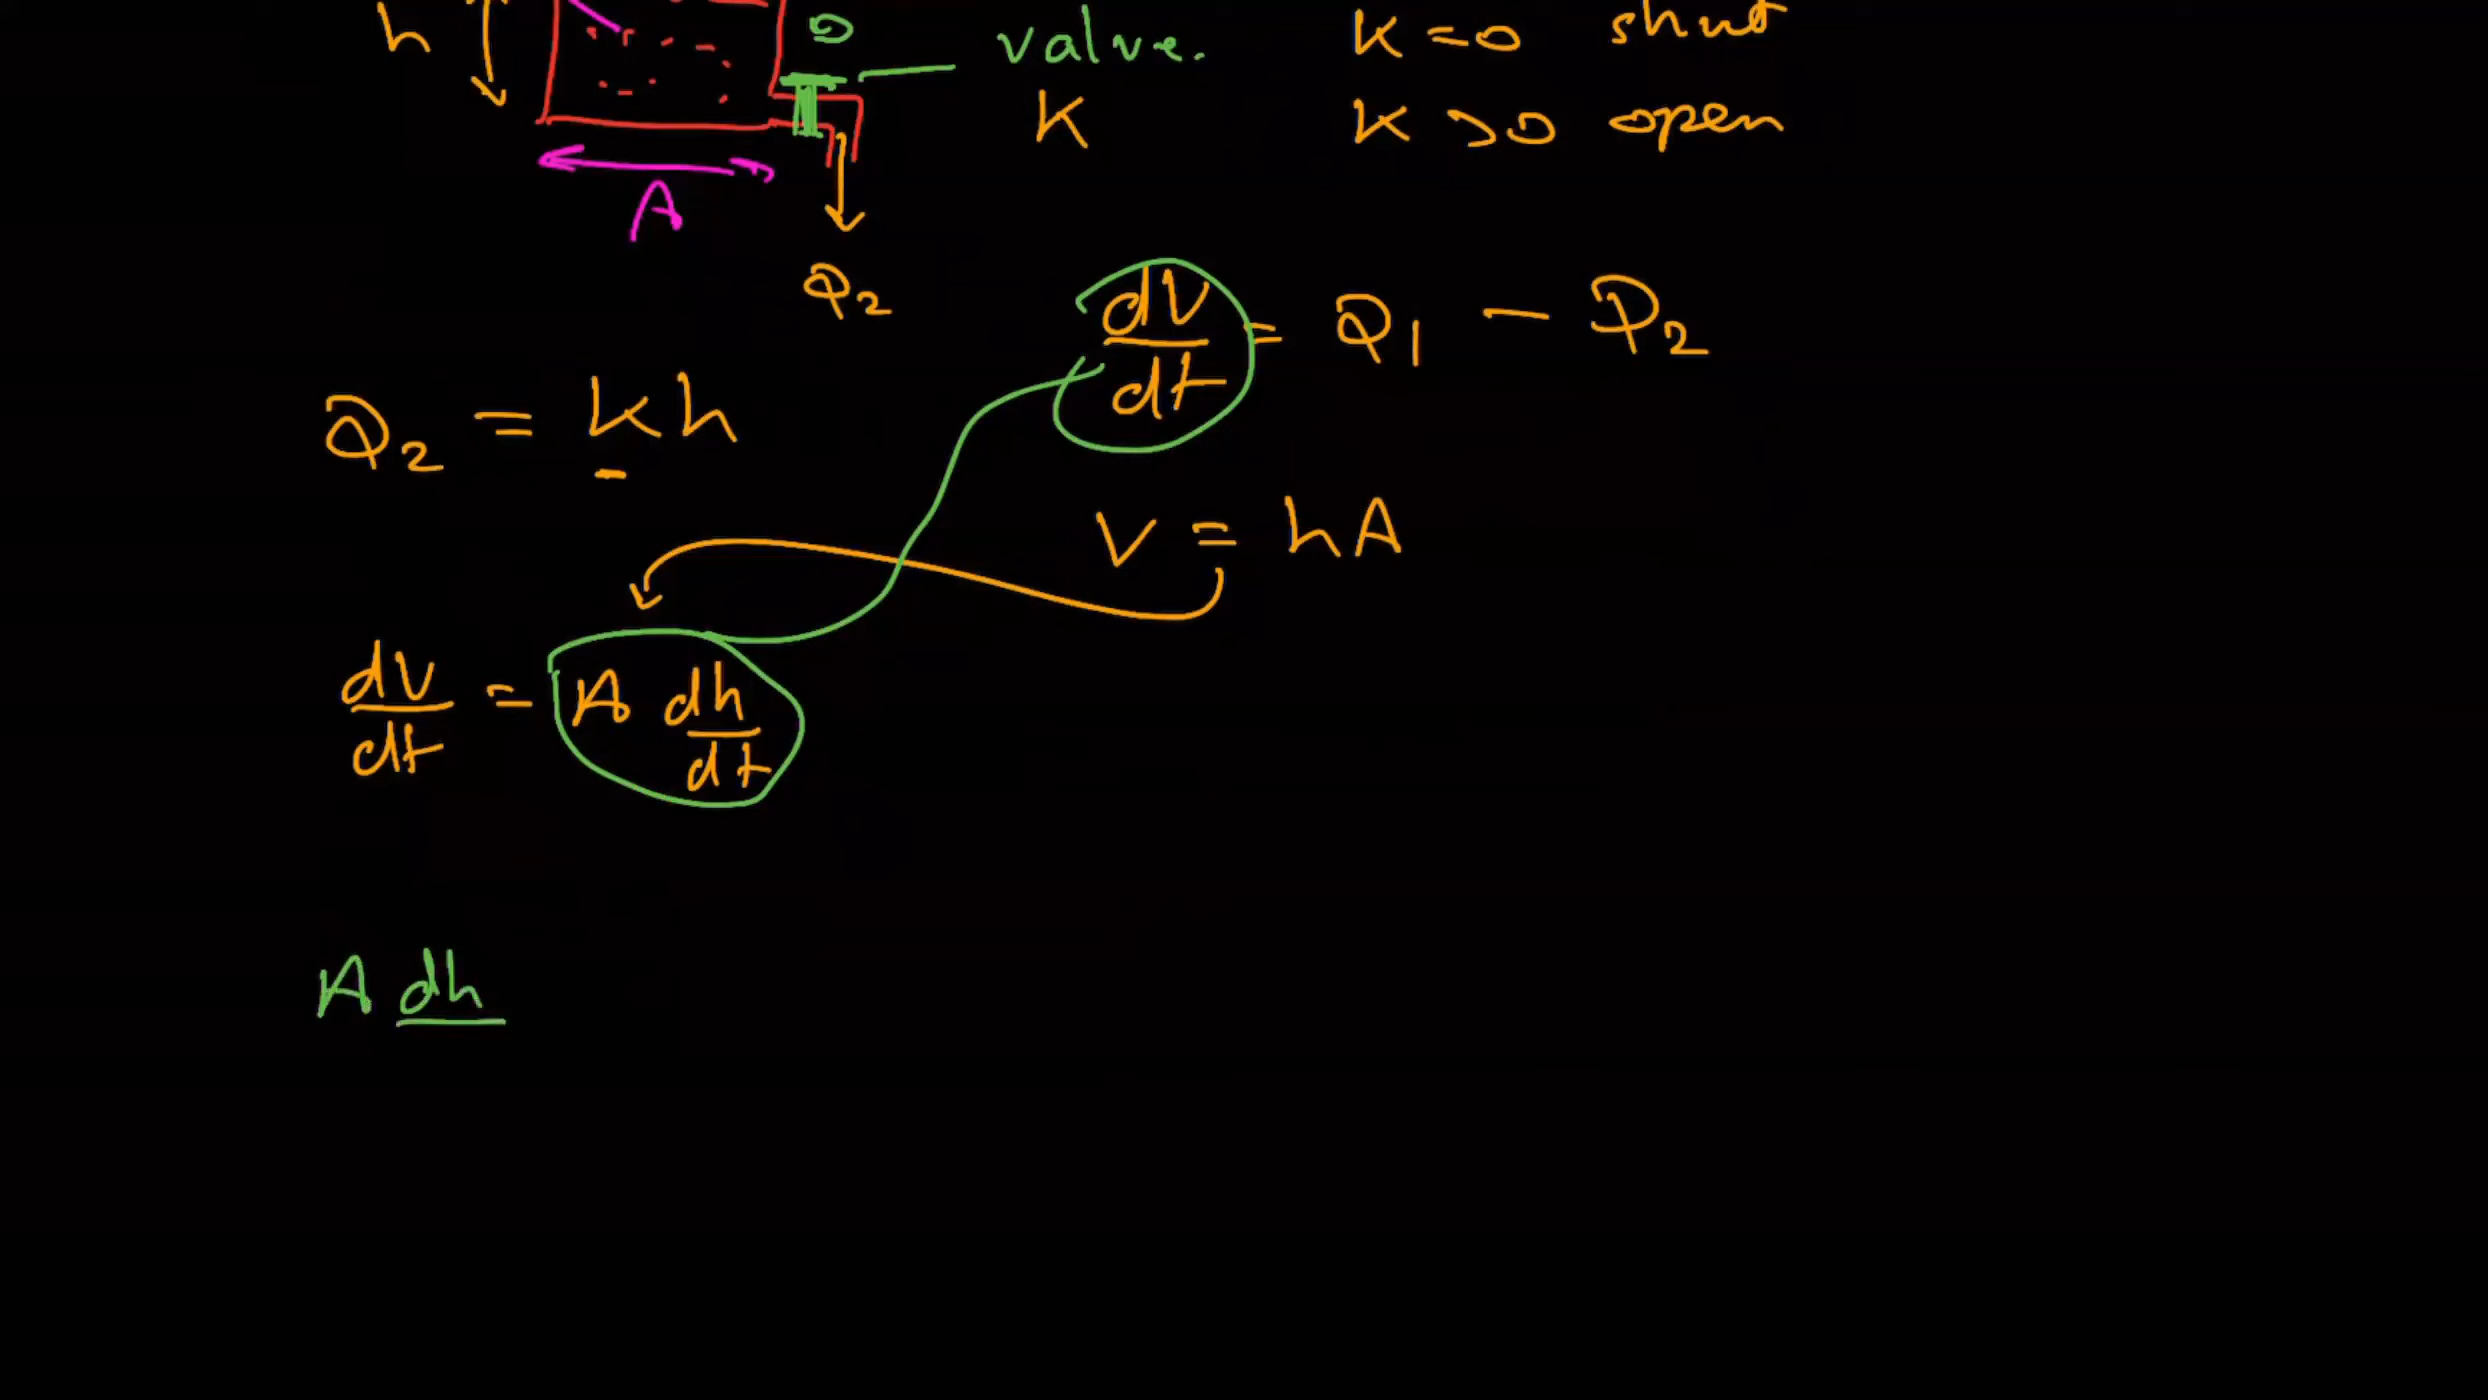 h
valve.
K = 0 shut
K
K > 0 open
A
Q2
dV/dt = Q1 - Q2
Q2 = kh
V = hA
dV/dt = A dh/dt
A dh